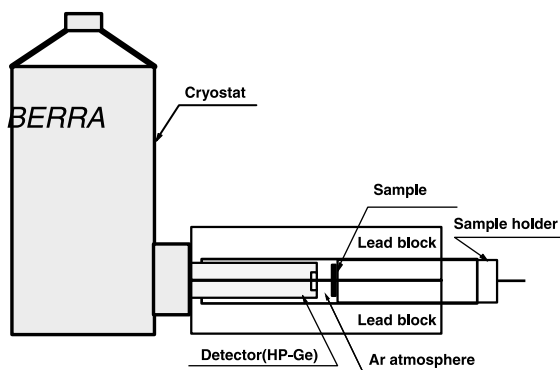 BERRA
Cryostat
Sample
Sample holder
Lead block
Lead block
Detector(HP-Ge)
Ar atmosphere